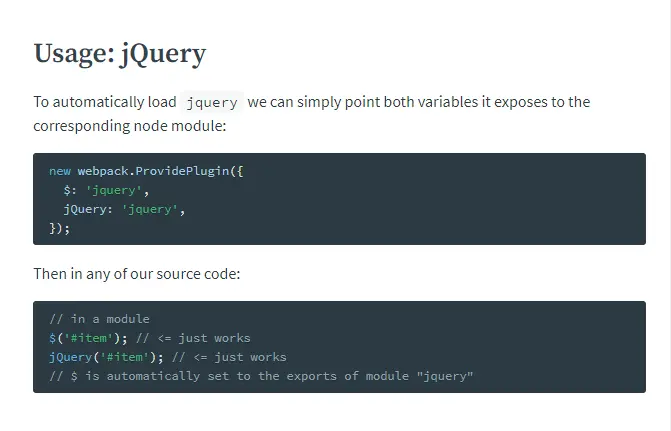 Usage: jQuery
To automatically load jquery we can simply point both variables it exposes to the
corresponding node module:
new webpack.ProvidePlugin({
  $: 'jquery',
  jQuery: 'jquery',
});
Then in any of our source code:
// in a module
$('#item'); // <= just works
jQuery('#item'); // <= just works
// $ is automatically set to the exports of module "jquery"